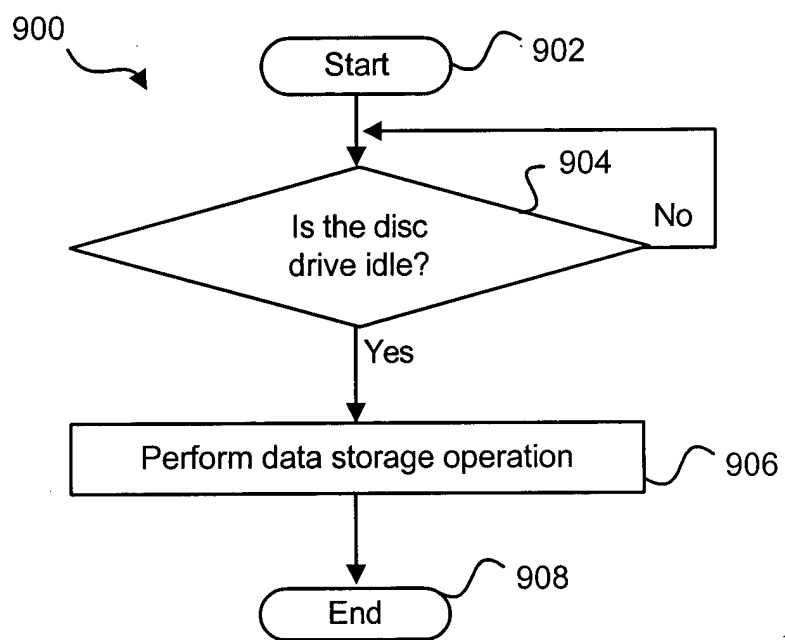 900
Start
902
904
Is the disc
drive idle?
No
Yes
Perform data storage operation
906
End
908